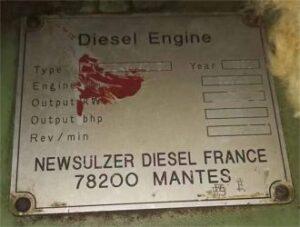 Diesel Engine
Type Year
Engine
Output KW
Output bhp
Rev/min
NEWSULZER DIESEL FRANCE
78200 MANTES